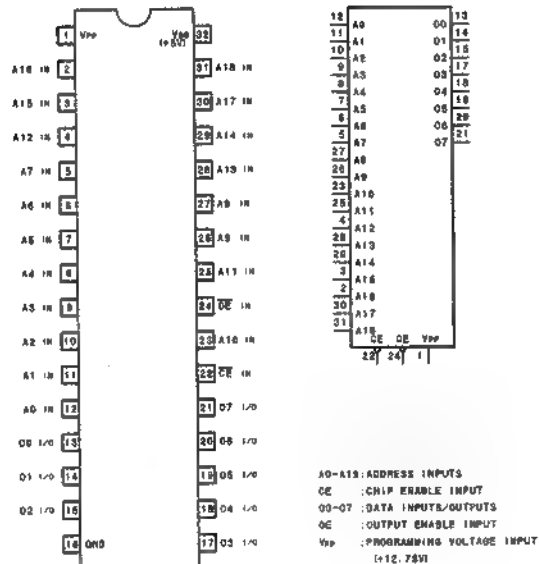 1 Vpp VDD (+5V) 32
A16 IN 2 31 A18 IN
A15 IN 3 30 A17 IN
A12 IN 4 29 A14 IN
A7 IN 5 28 A13 IN
A6 IN 6 27 A8 IN
A5 IN 7 26 A9 IN
A4 IN 8 25 A11 IN
A3 IN 9 24 OE IN
A2 IN 10 23 A10 IN
A1 IN 11 22 CE IN
A0 IN 12 21 O7 I/O
O0 I/O 13 20 O6 I/O
O1 I/O 14 19 O5 I/O
O2 I/O 15 18 O4 I/O
16 GND 17 O3 I/O
12 A0 O0 13
11 A1 O1 14
10 A2 O2 15
9 A3 O3 17
8 A4 O4 18
7 A5 O5 19
6 A6 O6 20
5 A7 O7 21
27 A8
26 A9
23 A10
25 A11
4 A12
28 A13
29 A14
3 A15
2 A16
30 A17
31 A18
CE OE Vpp
22 24 1
A0-A18: ADDRESS INPUTS
CE : CHIP ENABLE INPUT
O0-O7 : DATA INPUTS/OUTPUTS
OE : OUTPUT ENABLE INPUT
Vpp : PROGRAMMING VOLTAGE INPUT
(+12.75V)